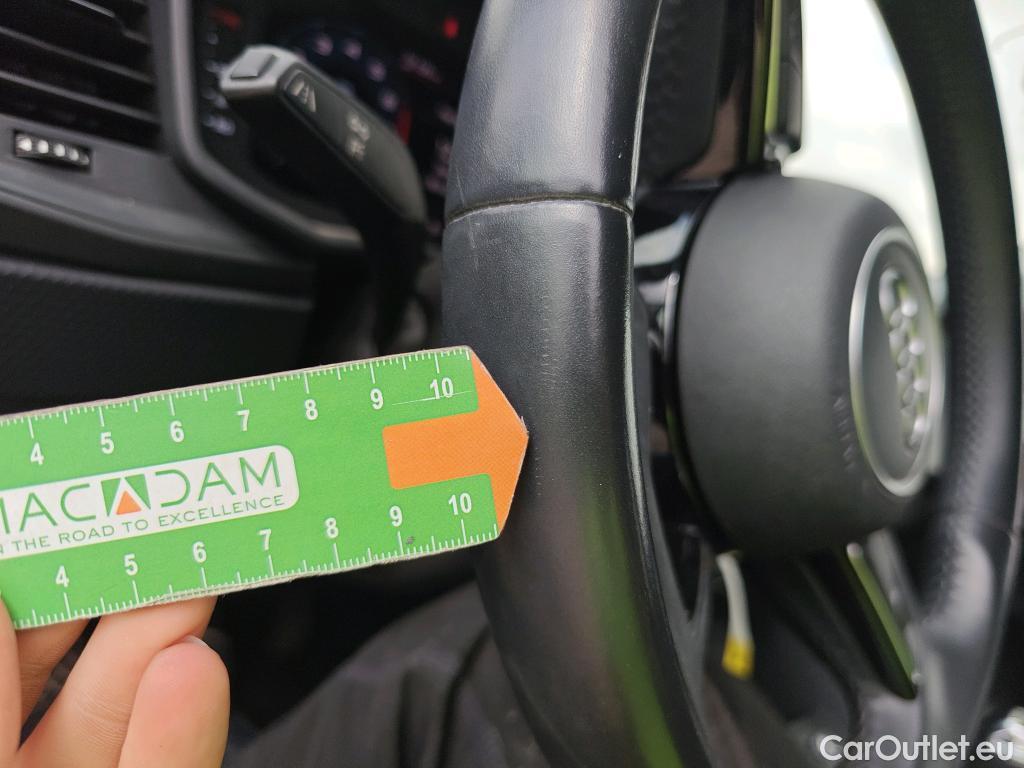 4 5 6 7 8 9 10
MACADAM
N THE ROAD TO EXCELLENCE
4 5 6 7 8 9 10
CarOutlet.eu